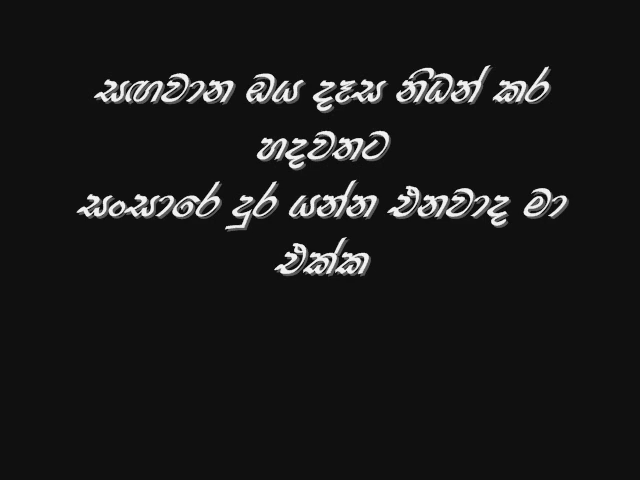 සඟවාන ඔය දෑස නිධන් කර
හදවතට
සංසාරෙ දුර යන්න එනවාද මා
එක්ක